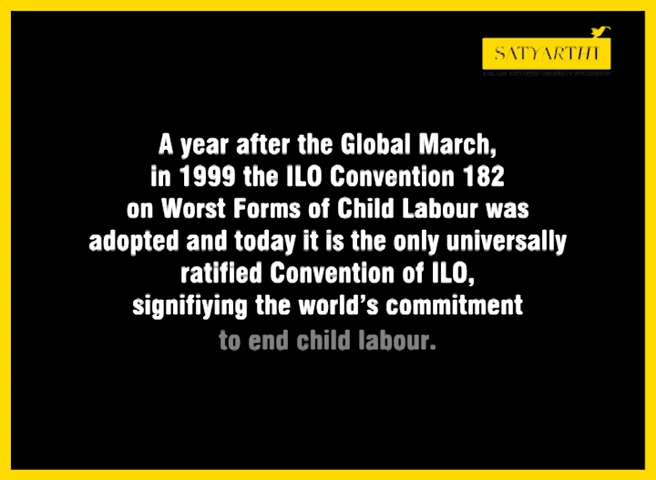 SATYARTHI
A year after the Global March,
in 1999 the ILO Convention 182
on Worst Forms of Child Labour was
adopted and today it is the only universally
ratified Convention of ILO,
signifiying the world's commitment
to end child labour.